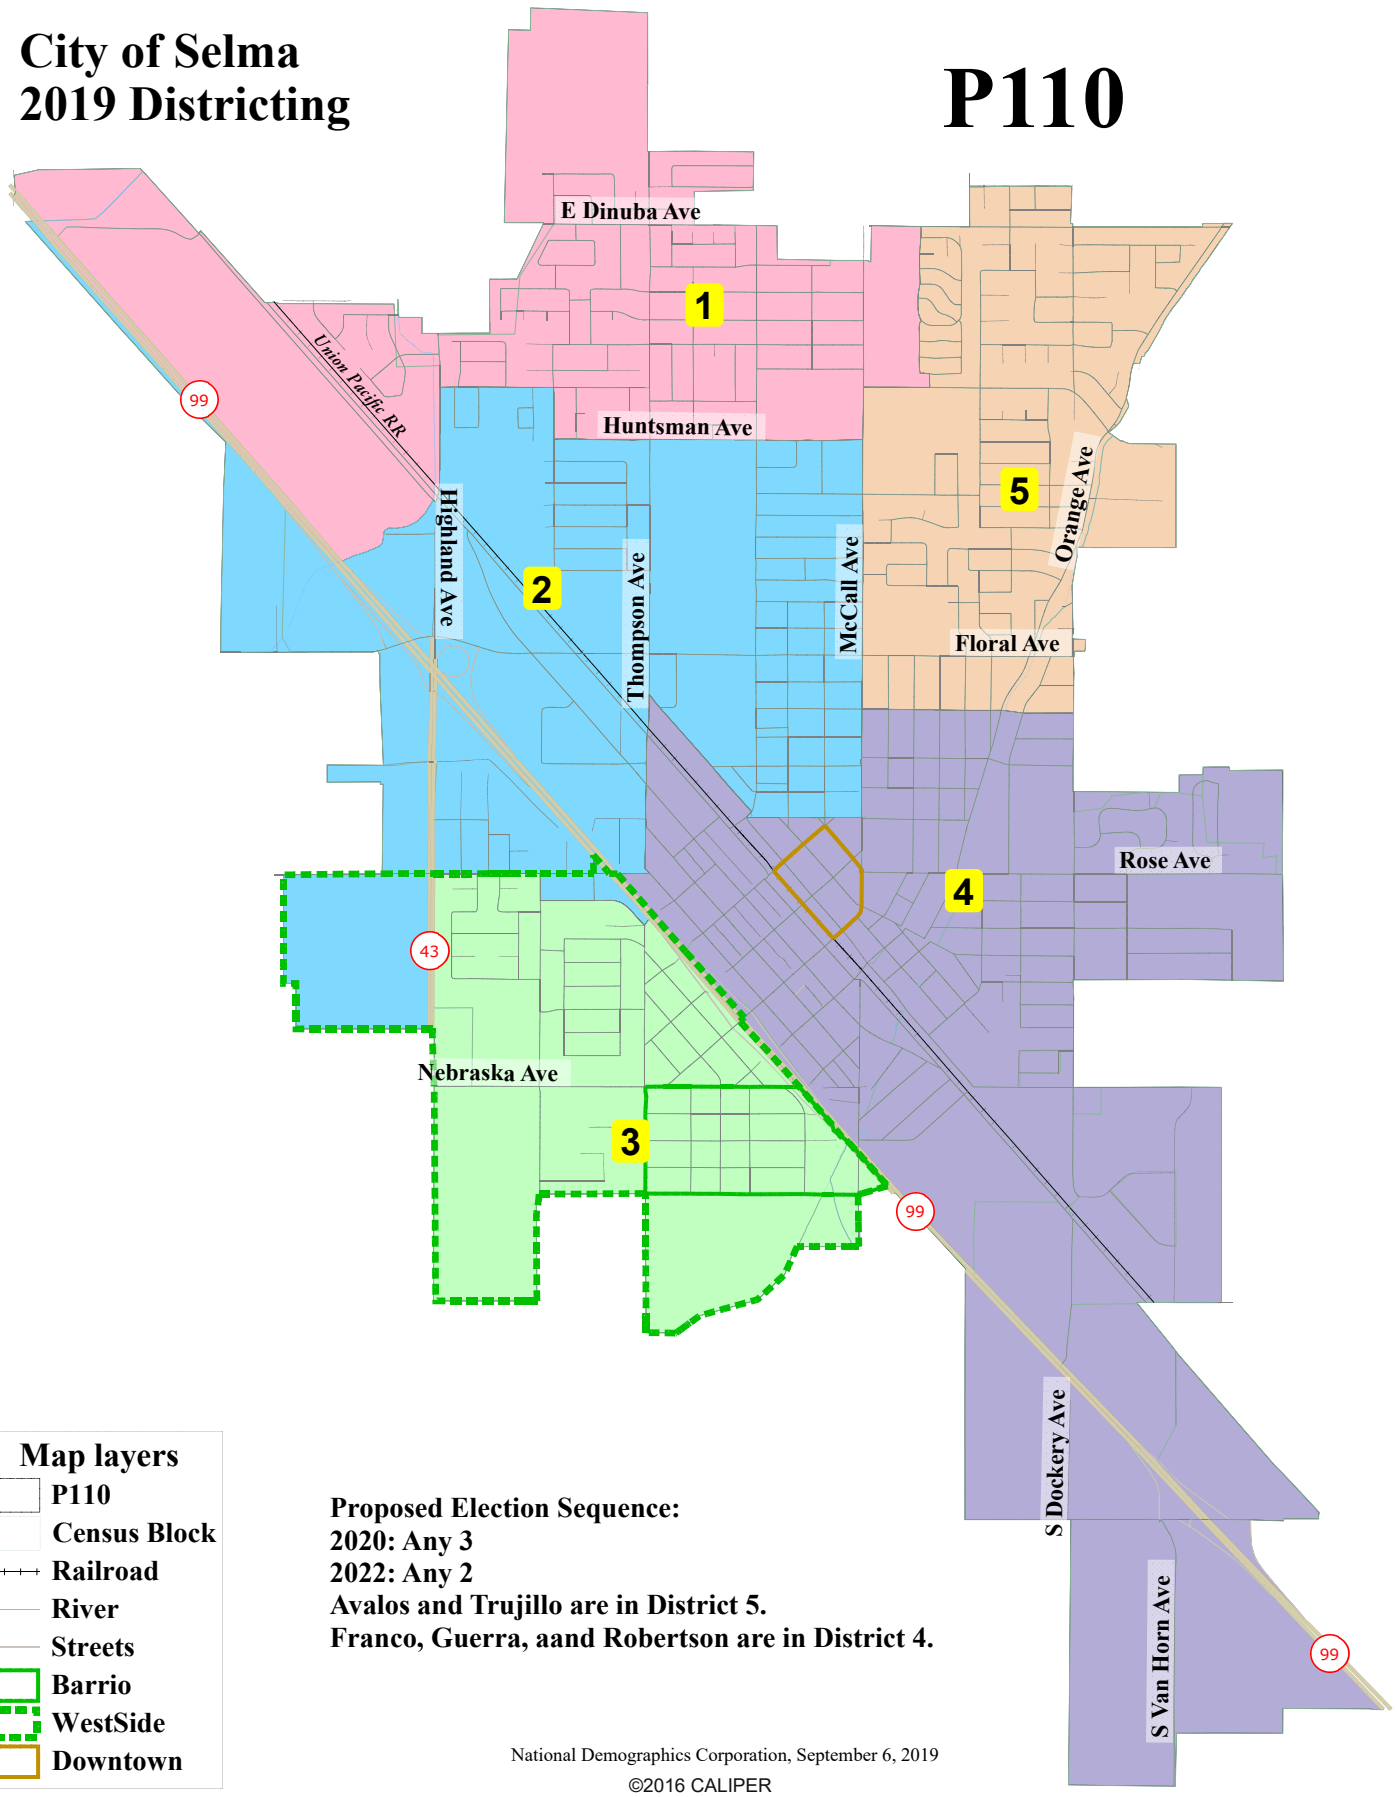 City of Selma
2019 Districting
P110
E Dinuba Ave
1
Union Pacific RR
99
Huntsman Ave
5
Orange Ave
Highland Ave
2
Thompson Ave
McCall Ave
Floral Ave
Rose Ave
4
43
Nebraska Ave
3
99
S Dockery Ave
Map layers
P110
Census Block
Railroad
River
Streets
Barrio
WestSide
Downtown
Proposed Election Sequence:
2020: Any 3
2022: Any 2
Avalos and Trujillo are in District 5.
Franco, Guerra, aand Robertson are in District 4.
S Van Horn Ave
99
National Demographics Corporation, September 6, 2019
©2016 CALIPER